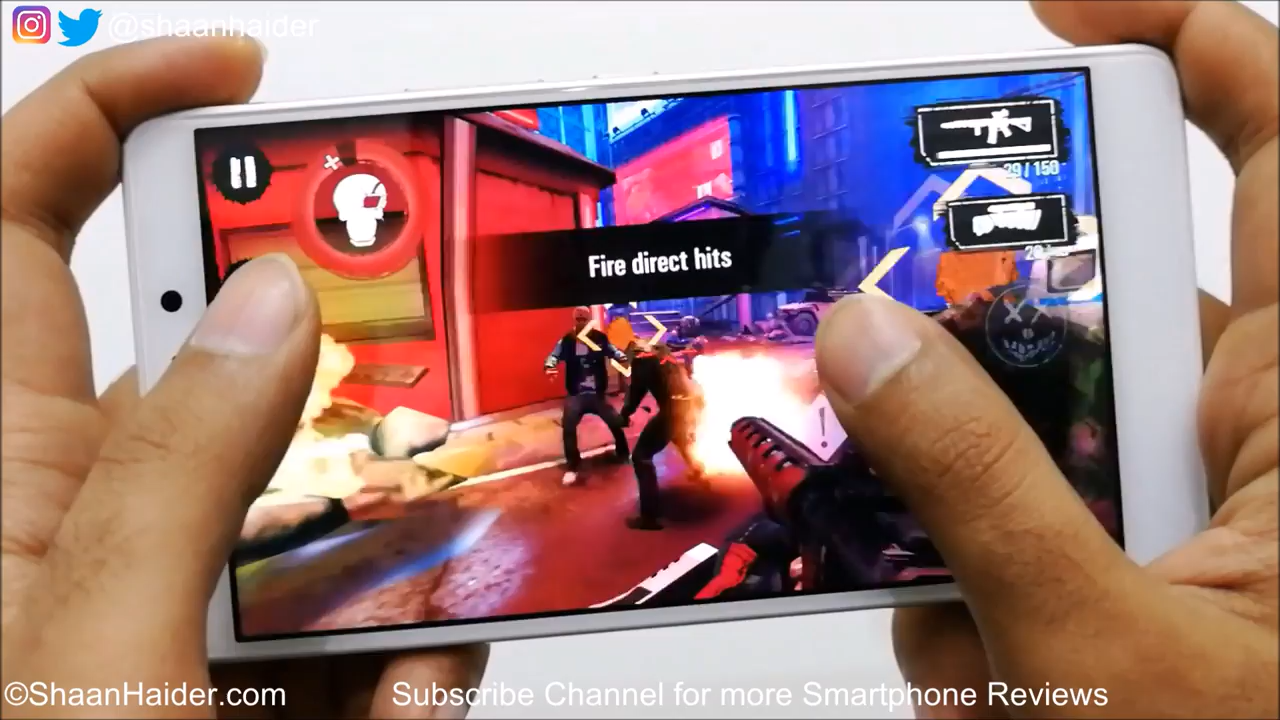 @shaanhaider
29/150
Fire direct hits
©ShaanHaider.com
Subscribe Channel for more Smartphone Reviews